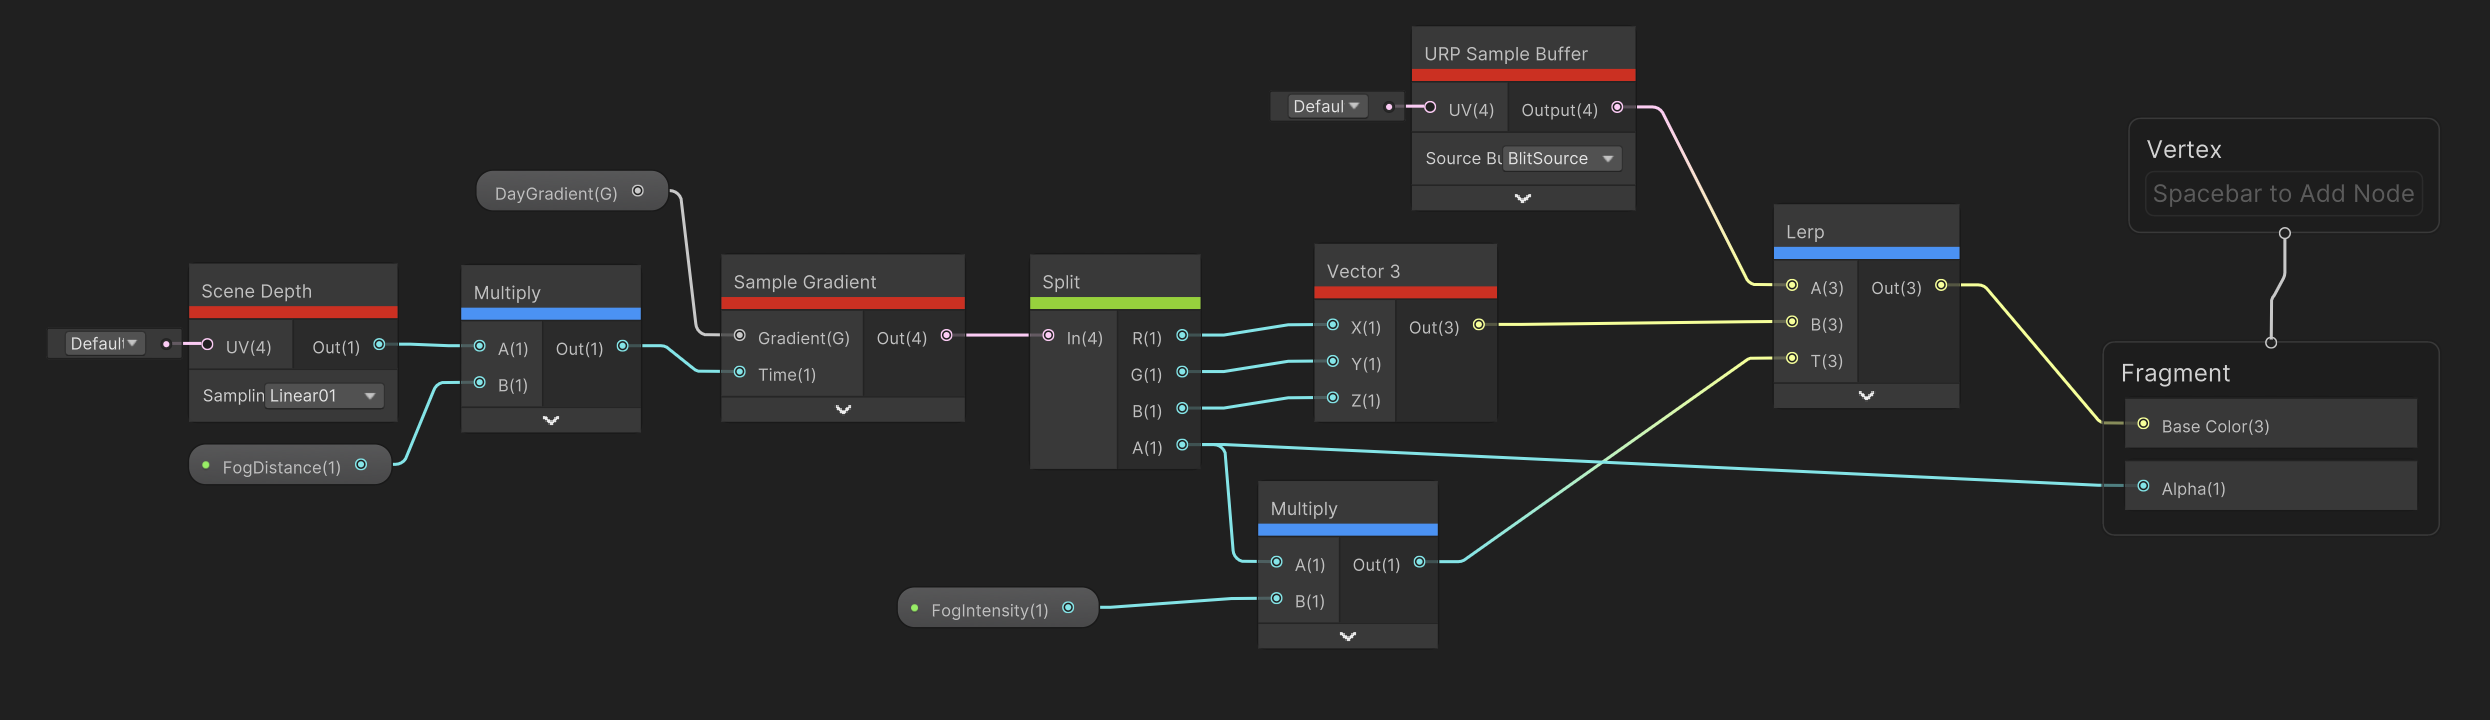 URP Sample Buffer
Defaul
UV(4)
Output(4)
Source Bu
BlitSource
Vertex
Spacebar to Add Node
DayGradient(G)
Lerp
A(3)
Out(3)
B(3)
T(3)
Scene Depth
Default
UV(4)
Out(1)
Samplin
Linear01
Multiply
A(1)
Out(1)
B(1)
Sample Gradient
Gradient(G)
Out(4)
Time(1)
Split
In(4)
R(1)
G(1)
B(1)
A(1)
Vector 3
X(1)
Out(3)
Y(1)
Z(1)
Fragment
Base Color(3)
Alpha(1)
FogDistance(1)
Multiply
A(1)
Out(1)
B(1)
FogIntensity(1)